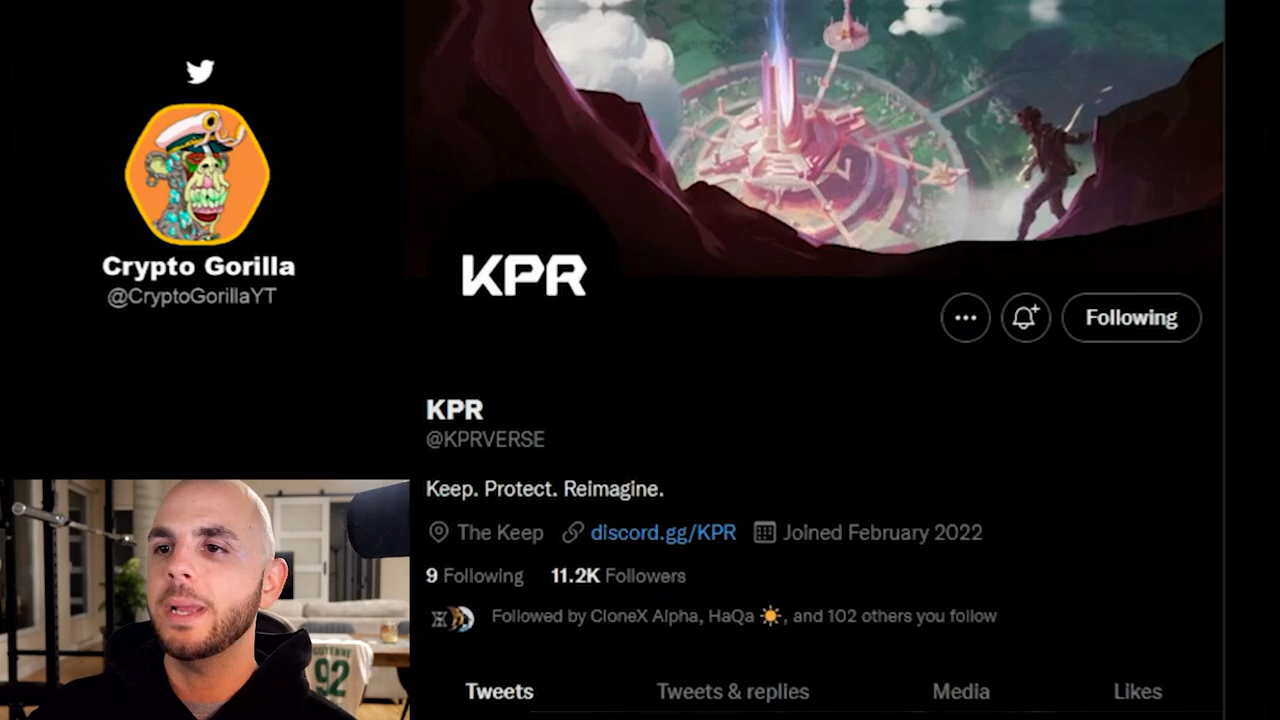 Crypto Gorilla
@CryptoGorillaYT
KPR
Following
KPR
@KPRVERSE
Keep. Protect. Reimagine.
The Keep discord.gg/KPR Joined February 2022
9 Following 11.2K Followers
Followed by CloneX Alpha, HaQa ☀️, and 102 others you follow
Tweets Tweets & replies Media Likes
92